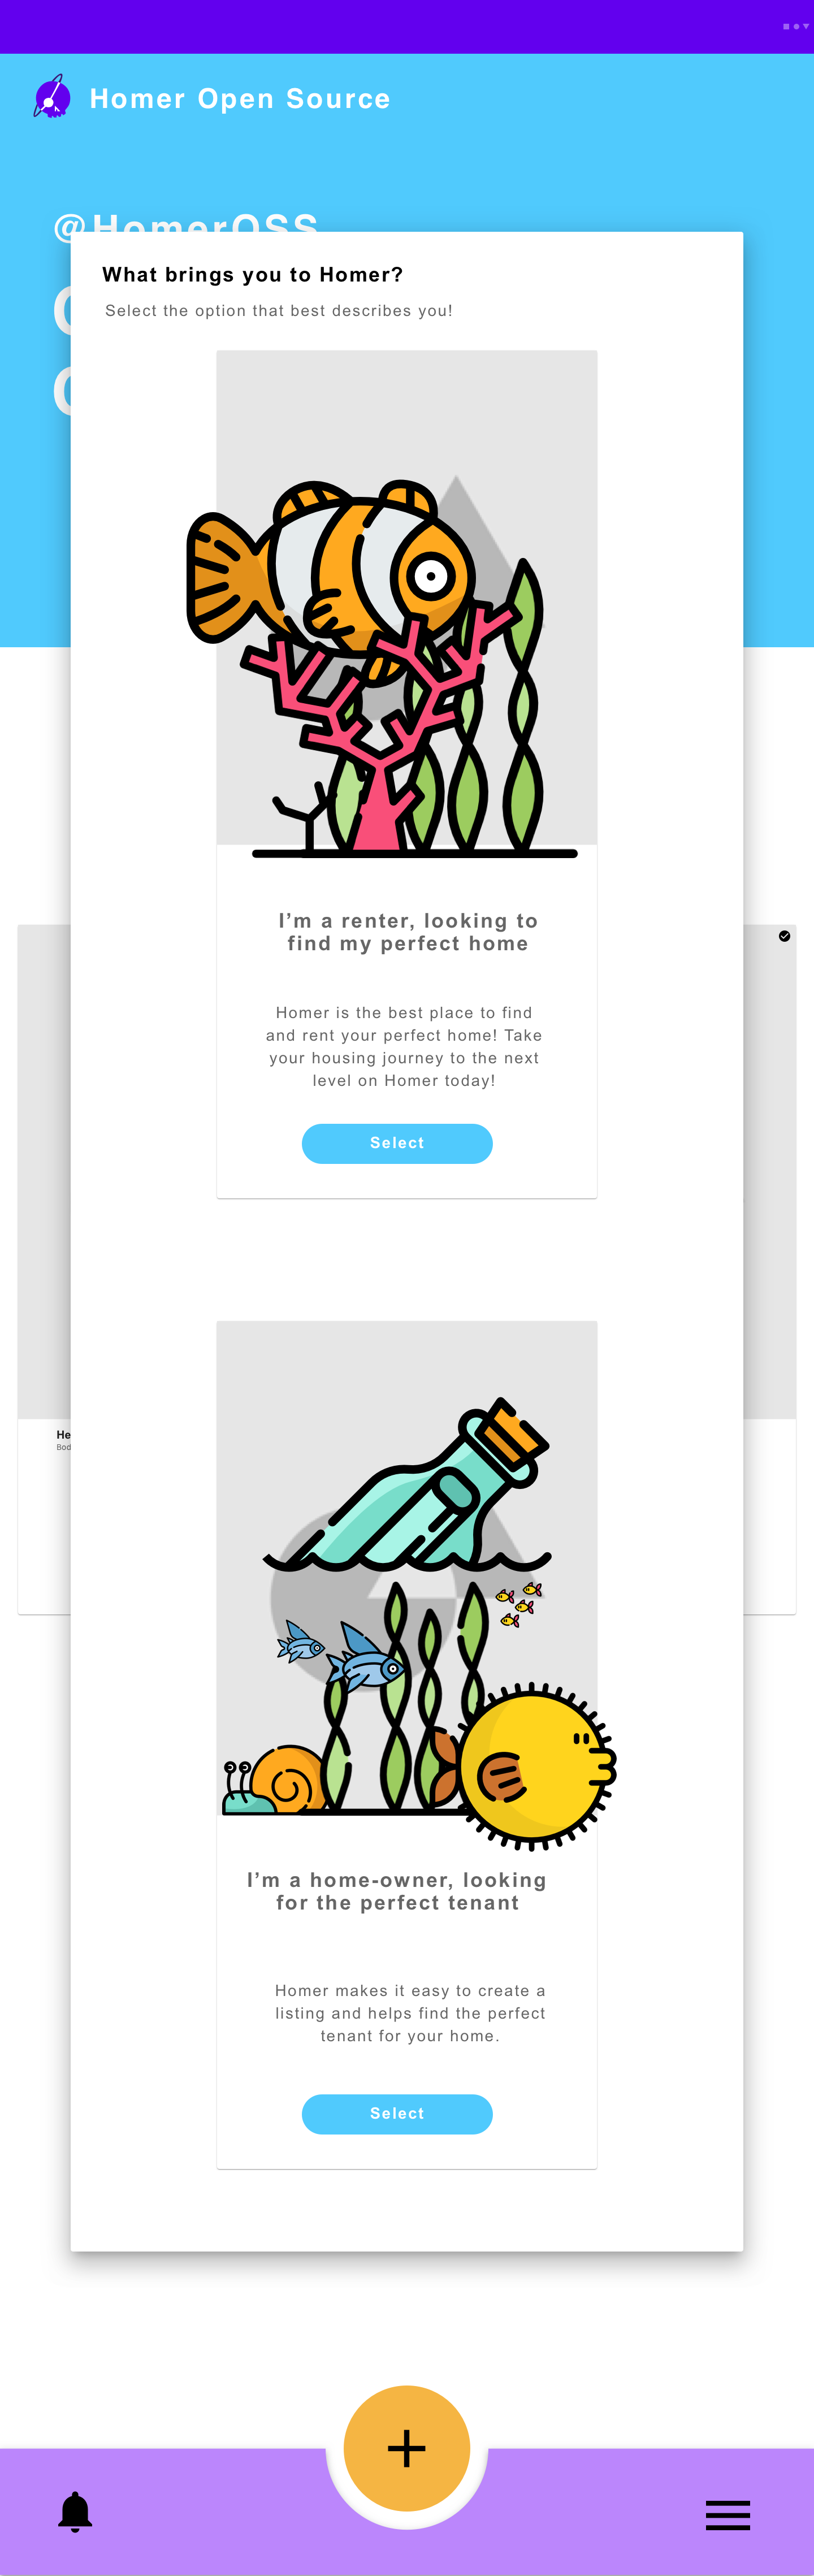 Homer Open Source
@HomerOSS
What brings you to Homer?
Select the option that best describes you!
I’m a renter, looking to
find my perfect home
Homer is the best place to find
and rent your perfect home! Take
your housing journey to the next
level on Homer today!
Select
He
Bod
I’m a home-owner, looking
for the perfect tenant
Homer makes it easy to create a
listing and helps find the perfect
tenant for your home.
Select